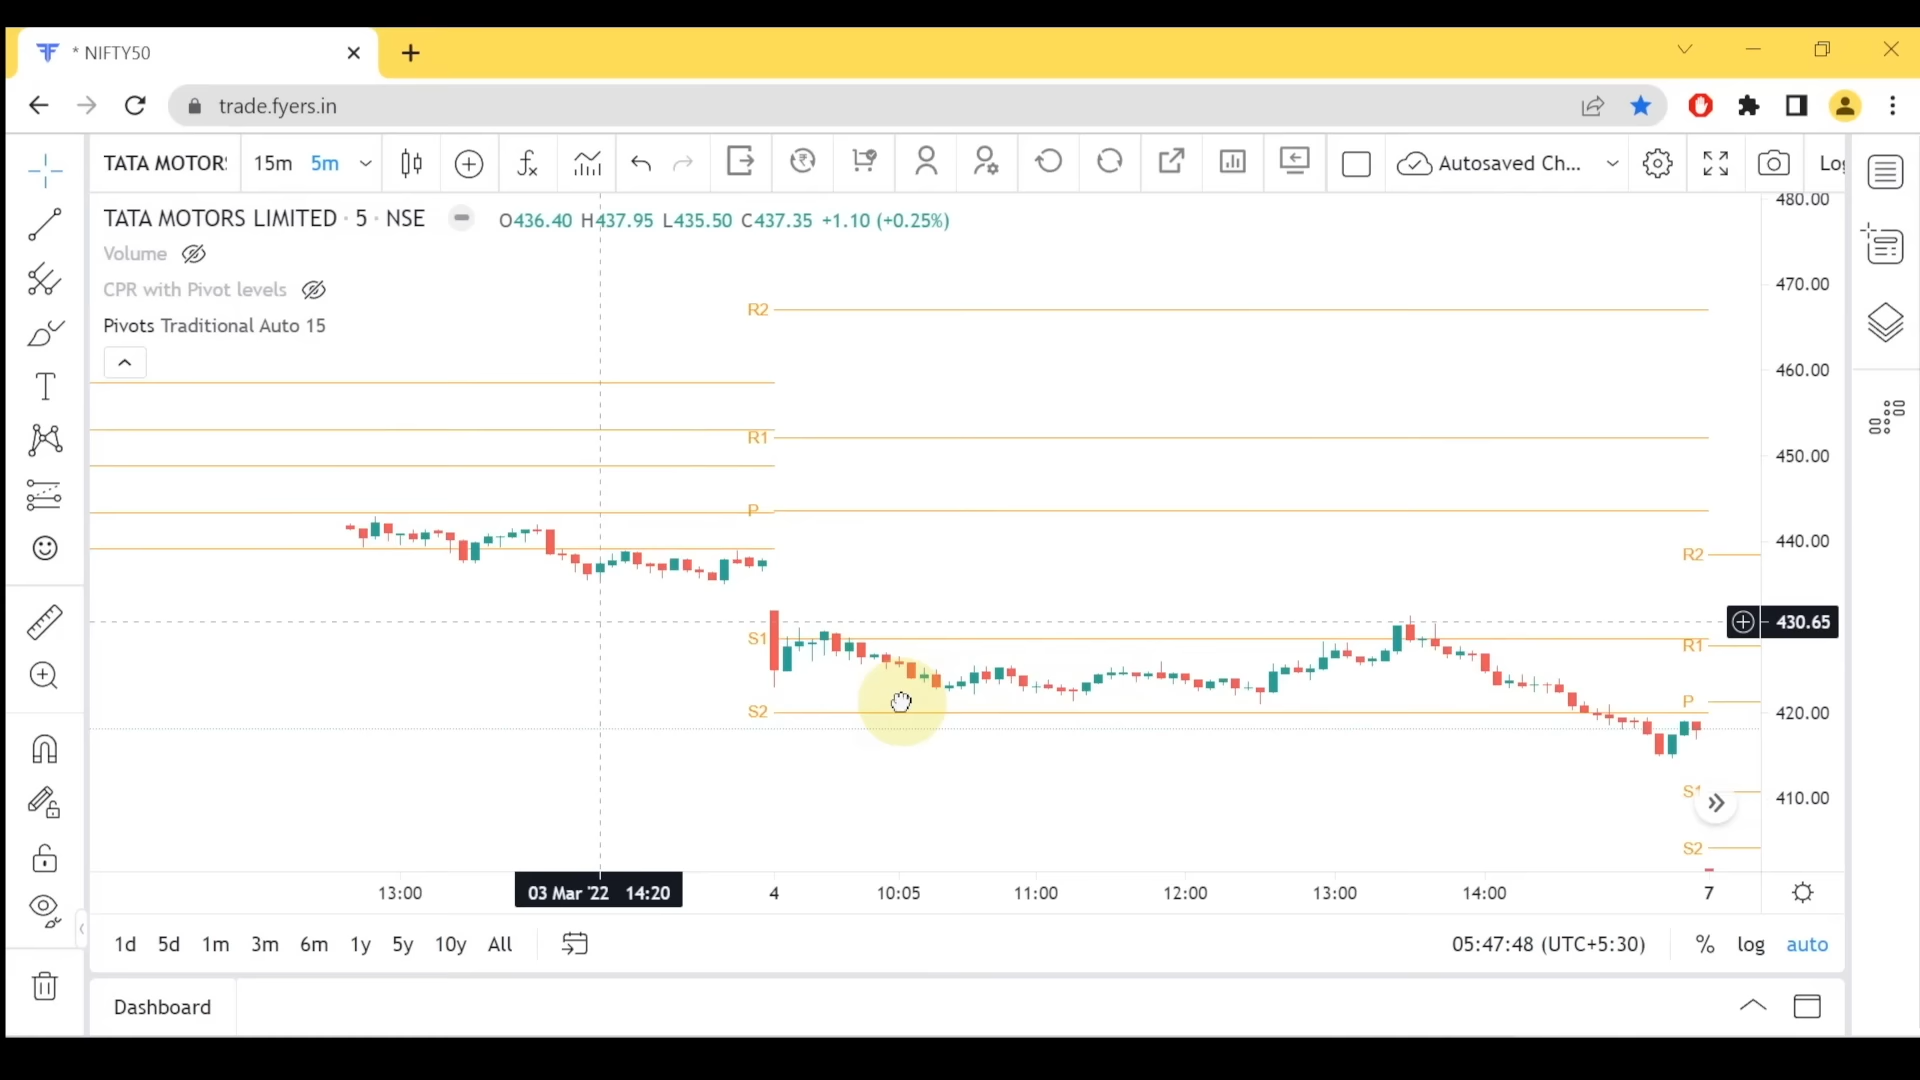 * NIFTY50
trade.fyers.in
TATA MOTOR
15m 5m
Autosaved Ch...
TATA MOTORS LIMITED · 5 · NSE
O436.40 H437.95 L435.50 C437.35 +1.10 (+0.25%)
Volume
CPR with Pivot levels
Pivots Traditional Auto 15
480.00
470.00
460.00
450.00
440.00
430.65
420.00
410.00
R2
R1
P
S1
S2
R2
R1
P
S1
S2
13:00
03 Mar '22 14:20
4
10:05
11:00
12:00
13:00
14:00
7
1d 5d 1m 3m 6m 1y 5y 10y All
05:47:48 (UTC+5:30)
% log auto
Dashboard